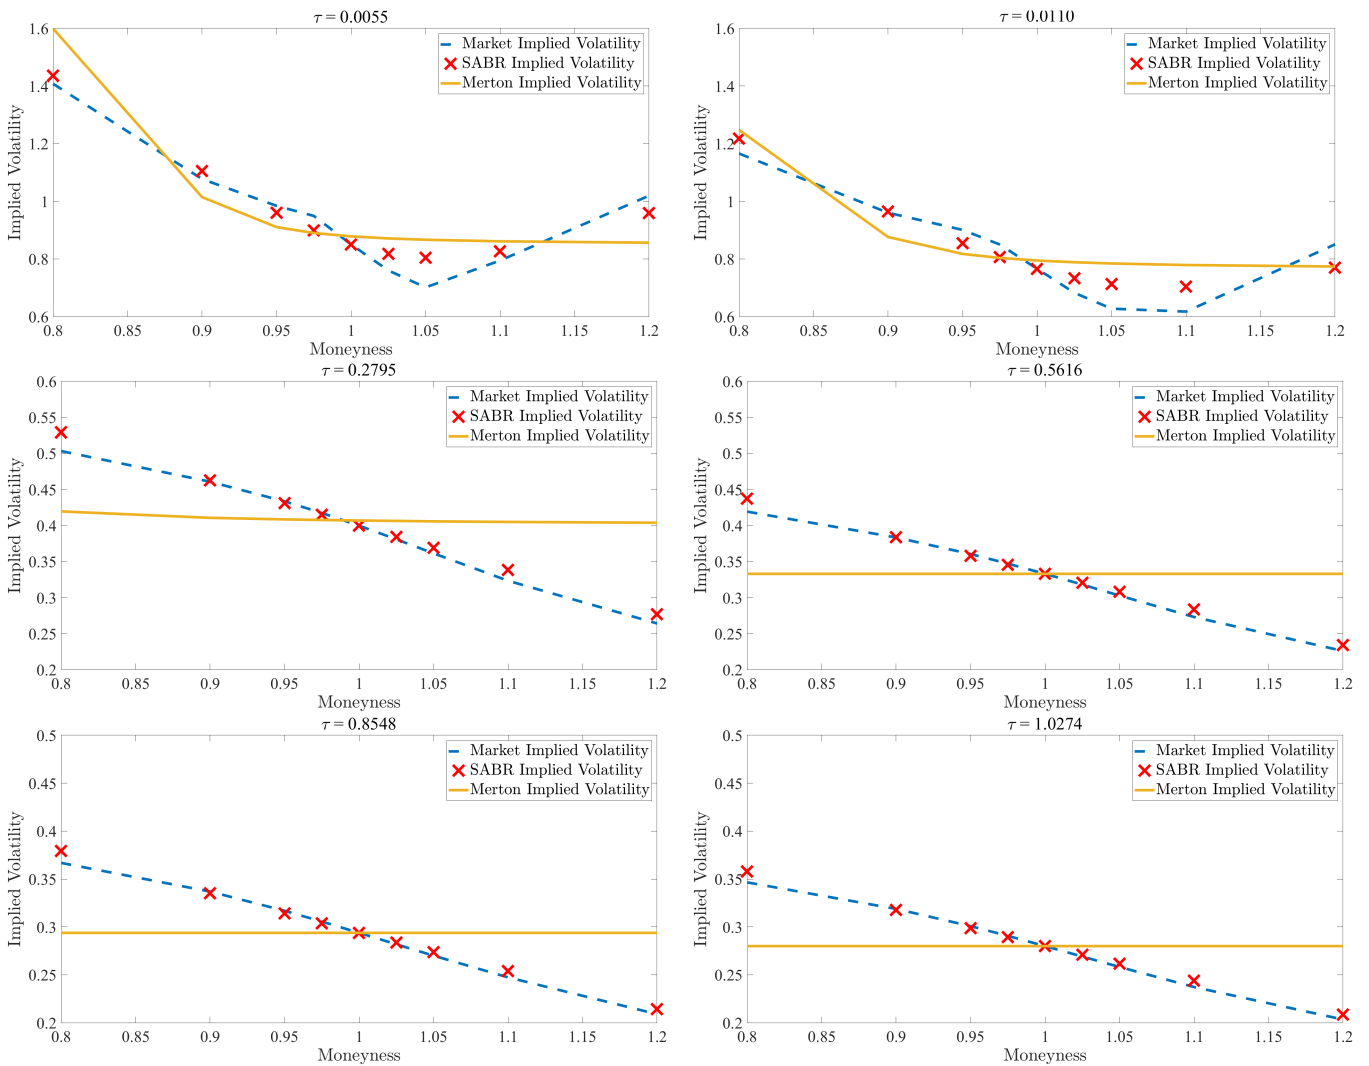 τ = 0.0055
1.6
1.4
1.2
1
0.8
0.6
Implied Volatility
Market Implied Volatility
SABR Implied Volatility
Merton Implied Volatility
0.8 0.85 0.9 0.95 1 1.05 1.1 1.15 1.2
Moneyness
τ = 0.0110
1.6
1.4
1.2
1
0.8
0.6
Implied Volatility
Market Implied Volatility
SABR Implied Volatility
Merton Implied Volatility
0.8 0.85 0.9 0.95 1 1.05 1.1 1.15 1.2
Moneyness
τ = 0.2795
0.6
0.55
0.5
0.45
0.4
0.35
0.3
0.25
0.2
Implied Volatility
Market Implied Volatility
SABR Implied Volatility
Merton Implied Volatility
0.8 0.85 0.9 0.95 1 1.05 1.1 1.15 1.2
Moneyness
τ = 0.5616
0.6
0.55
0.5
0.45
0.4
0.35
0.3
0.25
0.2
Implied Volatility
Market Implied Volatility
SABR Implied Volatility
Merton Implied Volatility
0.8 0.85 0.9 0.95 1 1.05 1.1 1.15 1.2
Moneyness
τ = 0.8548
0.5
0.45
0.4
0.35
0.3
0.25
0.2
Implied Volatility
Market Implied Volatility
SABR Implied Volatility
Merton Implied Volatility
0.8 0.85 0.9 0.95 1 1.05 1.1 1.15 1.2
Moneyness
τ = 1.0274
0.5
0.45
0.4
0.35
0.3
0.25
0.2
Implied Volatility
Market Implied Volatility
SABR Implied Volatility
Merton Implied Volatility
0.8 0.85 0.9 0.95 1 1.05 1.1 1.15 1.2
Moneyness